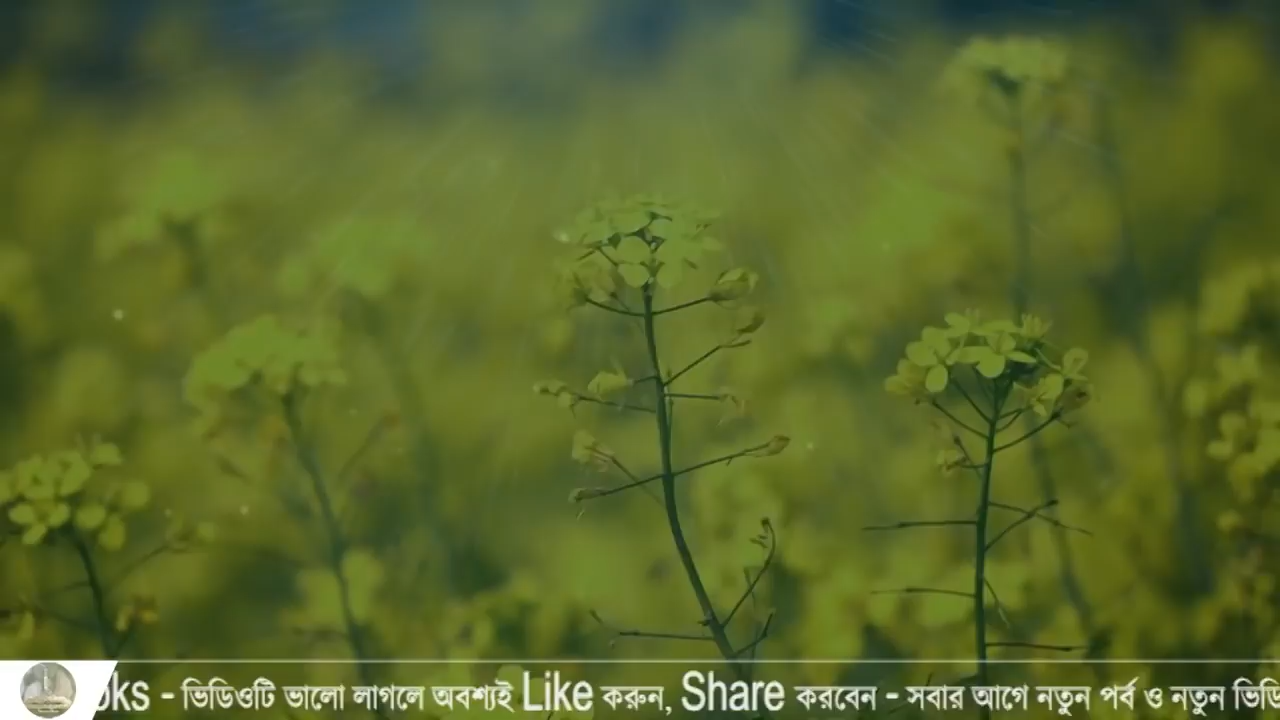 oks - ভিডিওটি ভালো লাগলে অবশ্যই Like করুন, Share করবেন - সবার আগে নতুন পর্ব ও নতুন ভিডি